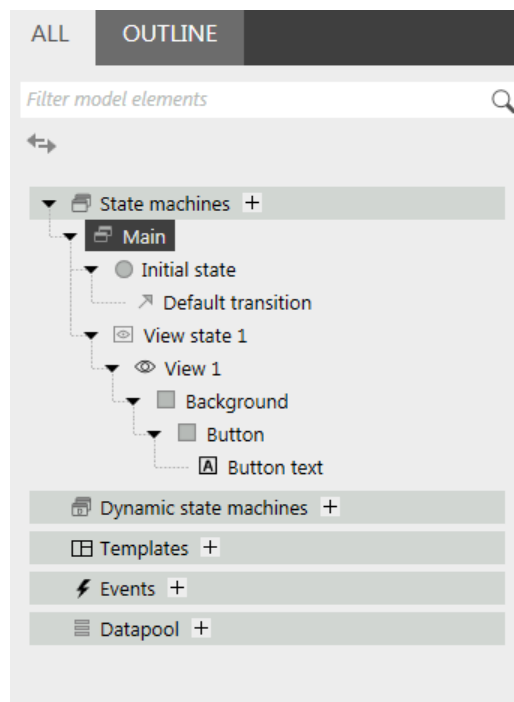 ALL OUTLINE
Filter model elements
State machines +
Main
Initial state
Default transition
View state 1
View 1
Background
Button
A Button text
Dynamic state machines +
Templates +
Events +
Datapool +